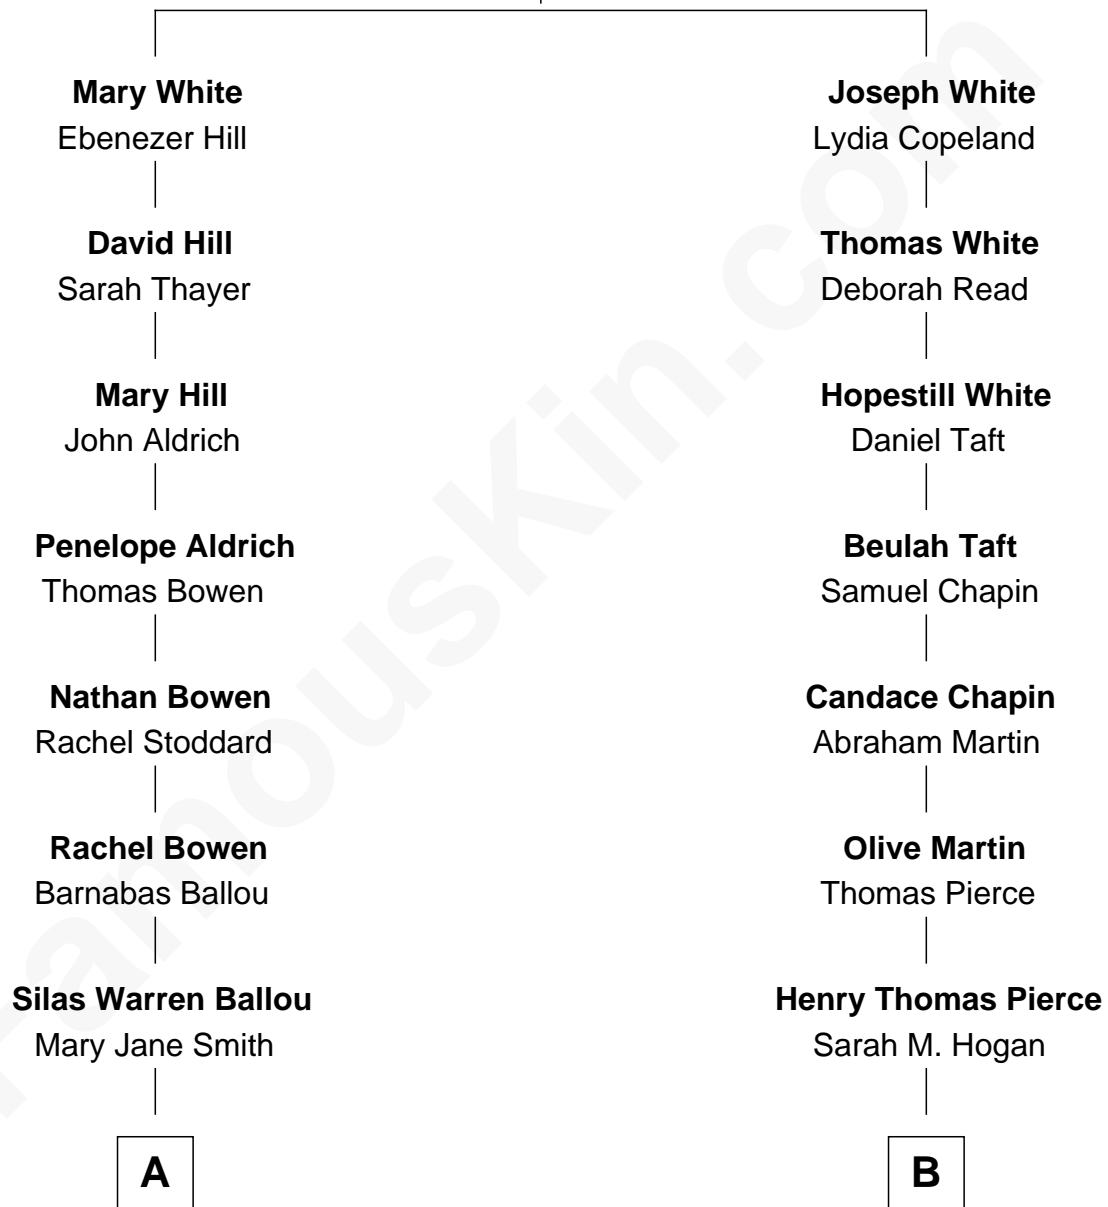 Mary White
Ebenezer Hill
David Hill
Sarah Thayer
Mary Hill
John Aldrich
Penelope Aldrich
Thomas Bowen
Nathan Bowen
Rachel Stoddard
Rachel Bowen
Barnabas Ballou
Silas Warren Ballou
Mary Jane Smith
A
Joseph White
Lydia Copeland
Thomas White
Deborah Read
Hopestill White
Daniel Taft
Beulah Taft
Samuel Chapin
Candace Chapin
Abraham Martin
Olive Martin
Thomas Pierce
Henry Thomas Pierce
Sarah M. Hogan
B
FamousKin.com